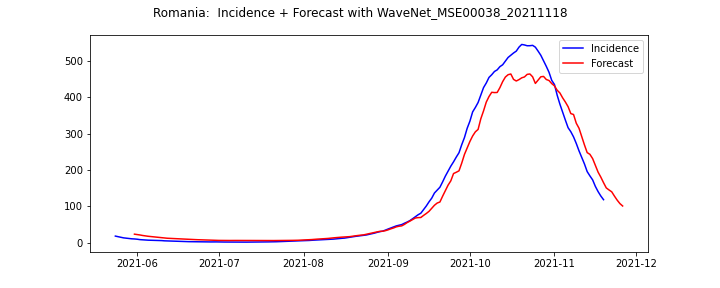 Romania:  Incidence + Forecast with WaveNet_MSE00038_20211118
Incidence
Forecast
500
400
300
200
100
0
2021-06 2021-07 2021-08 2021-09 2021-10 2021-11 2021-12